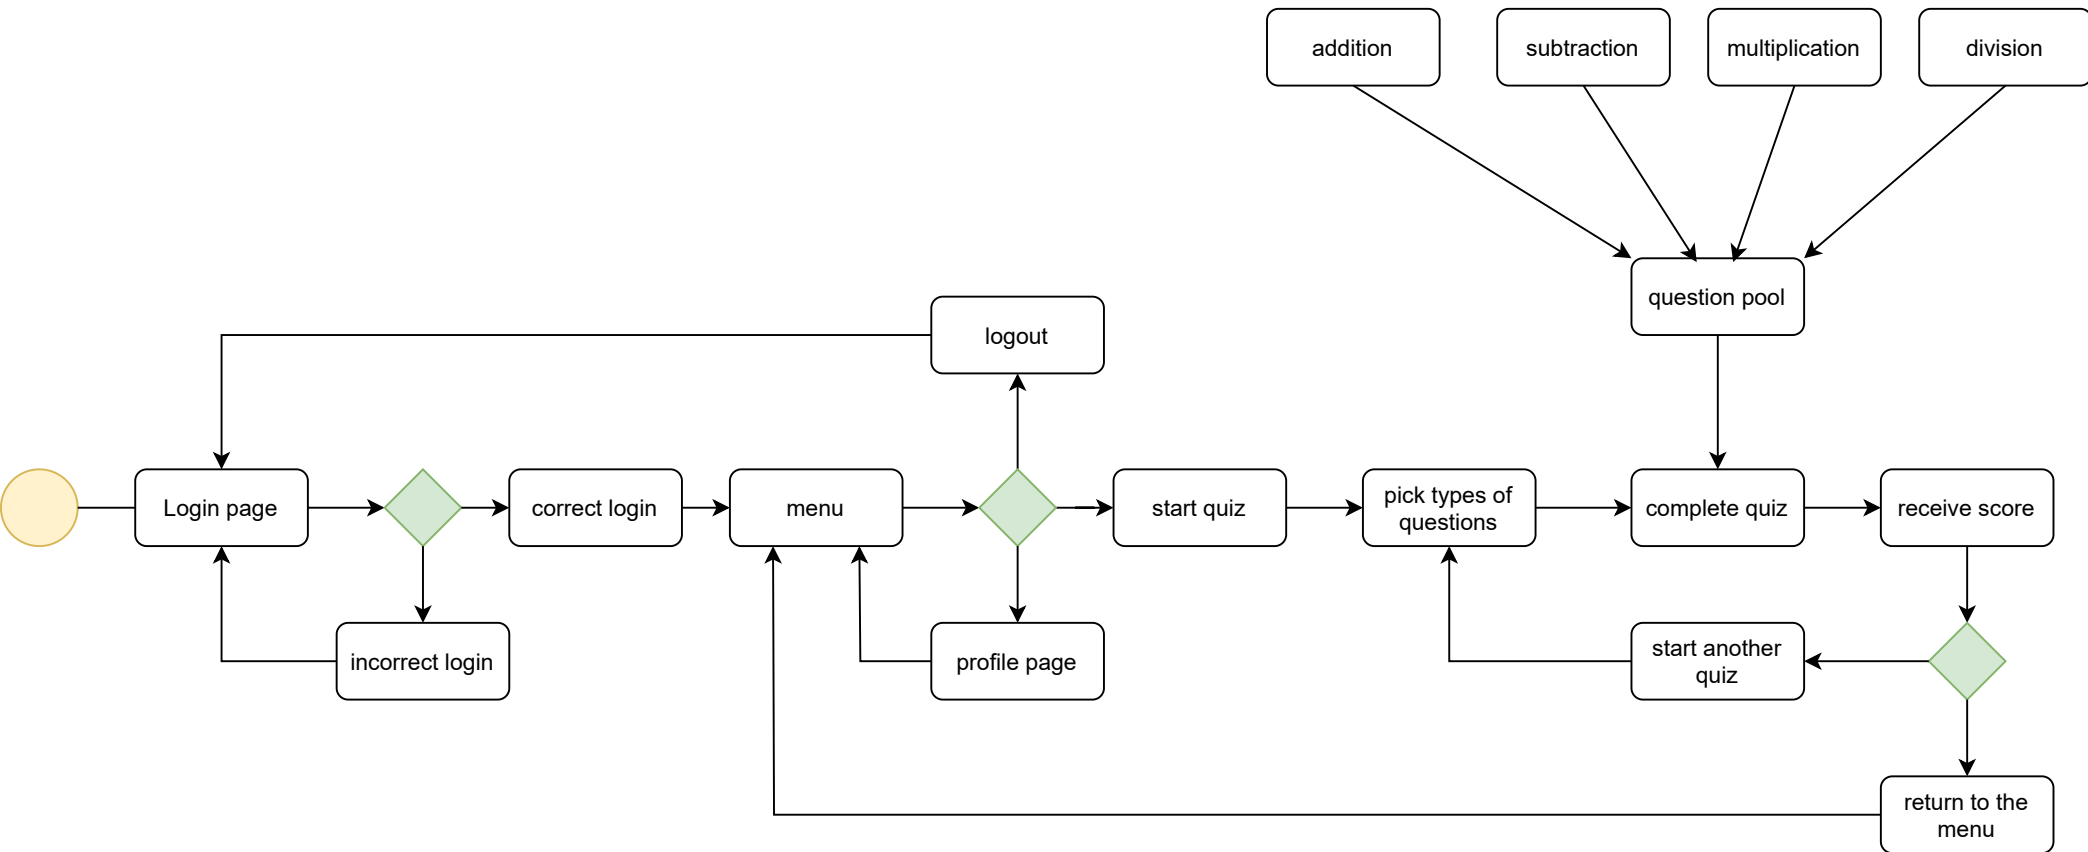 addition
subtraction
multiplication
division
question pool
logout
Login page
correct login
menu
start quiz
pick types of
questions
complete quiz
receive score
incorrect login
profile page
start another
quiz
return to the
menu